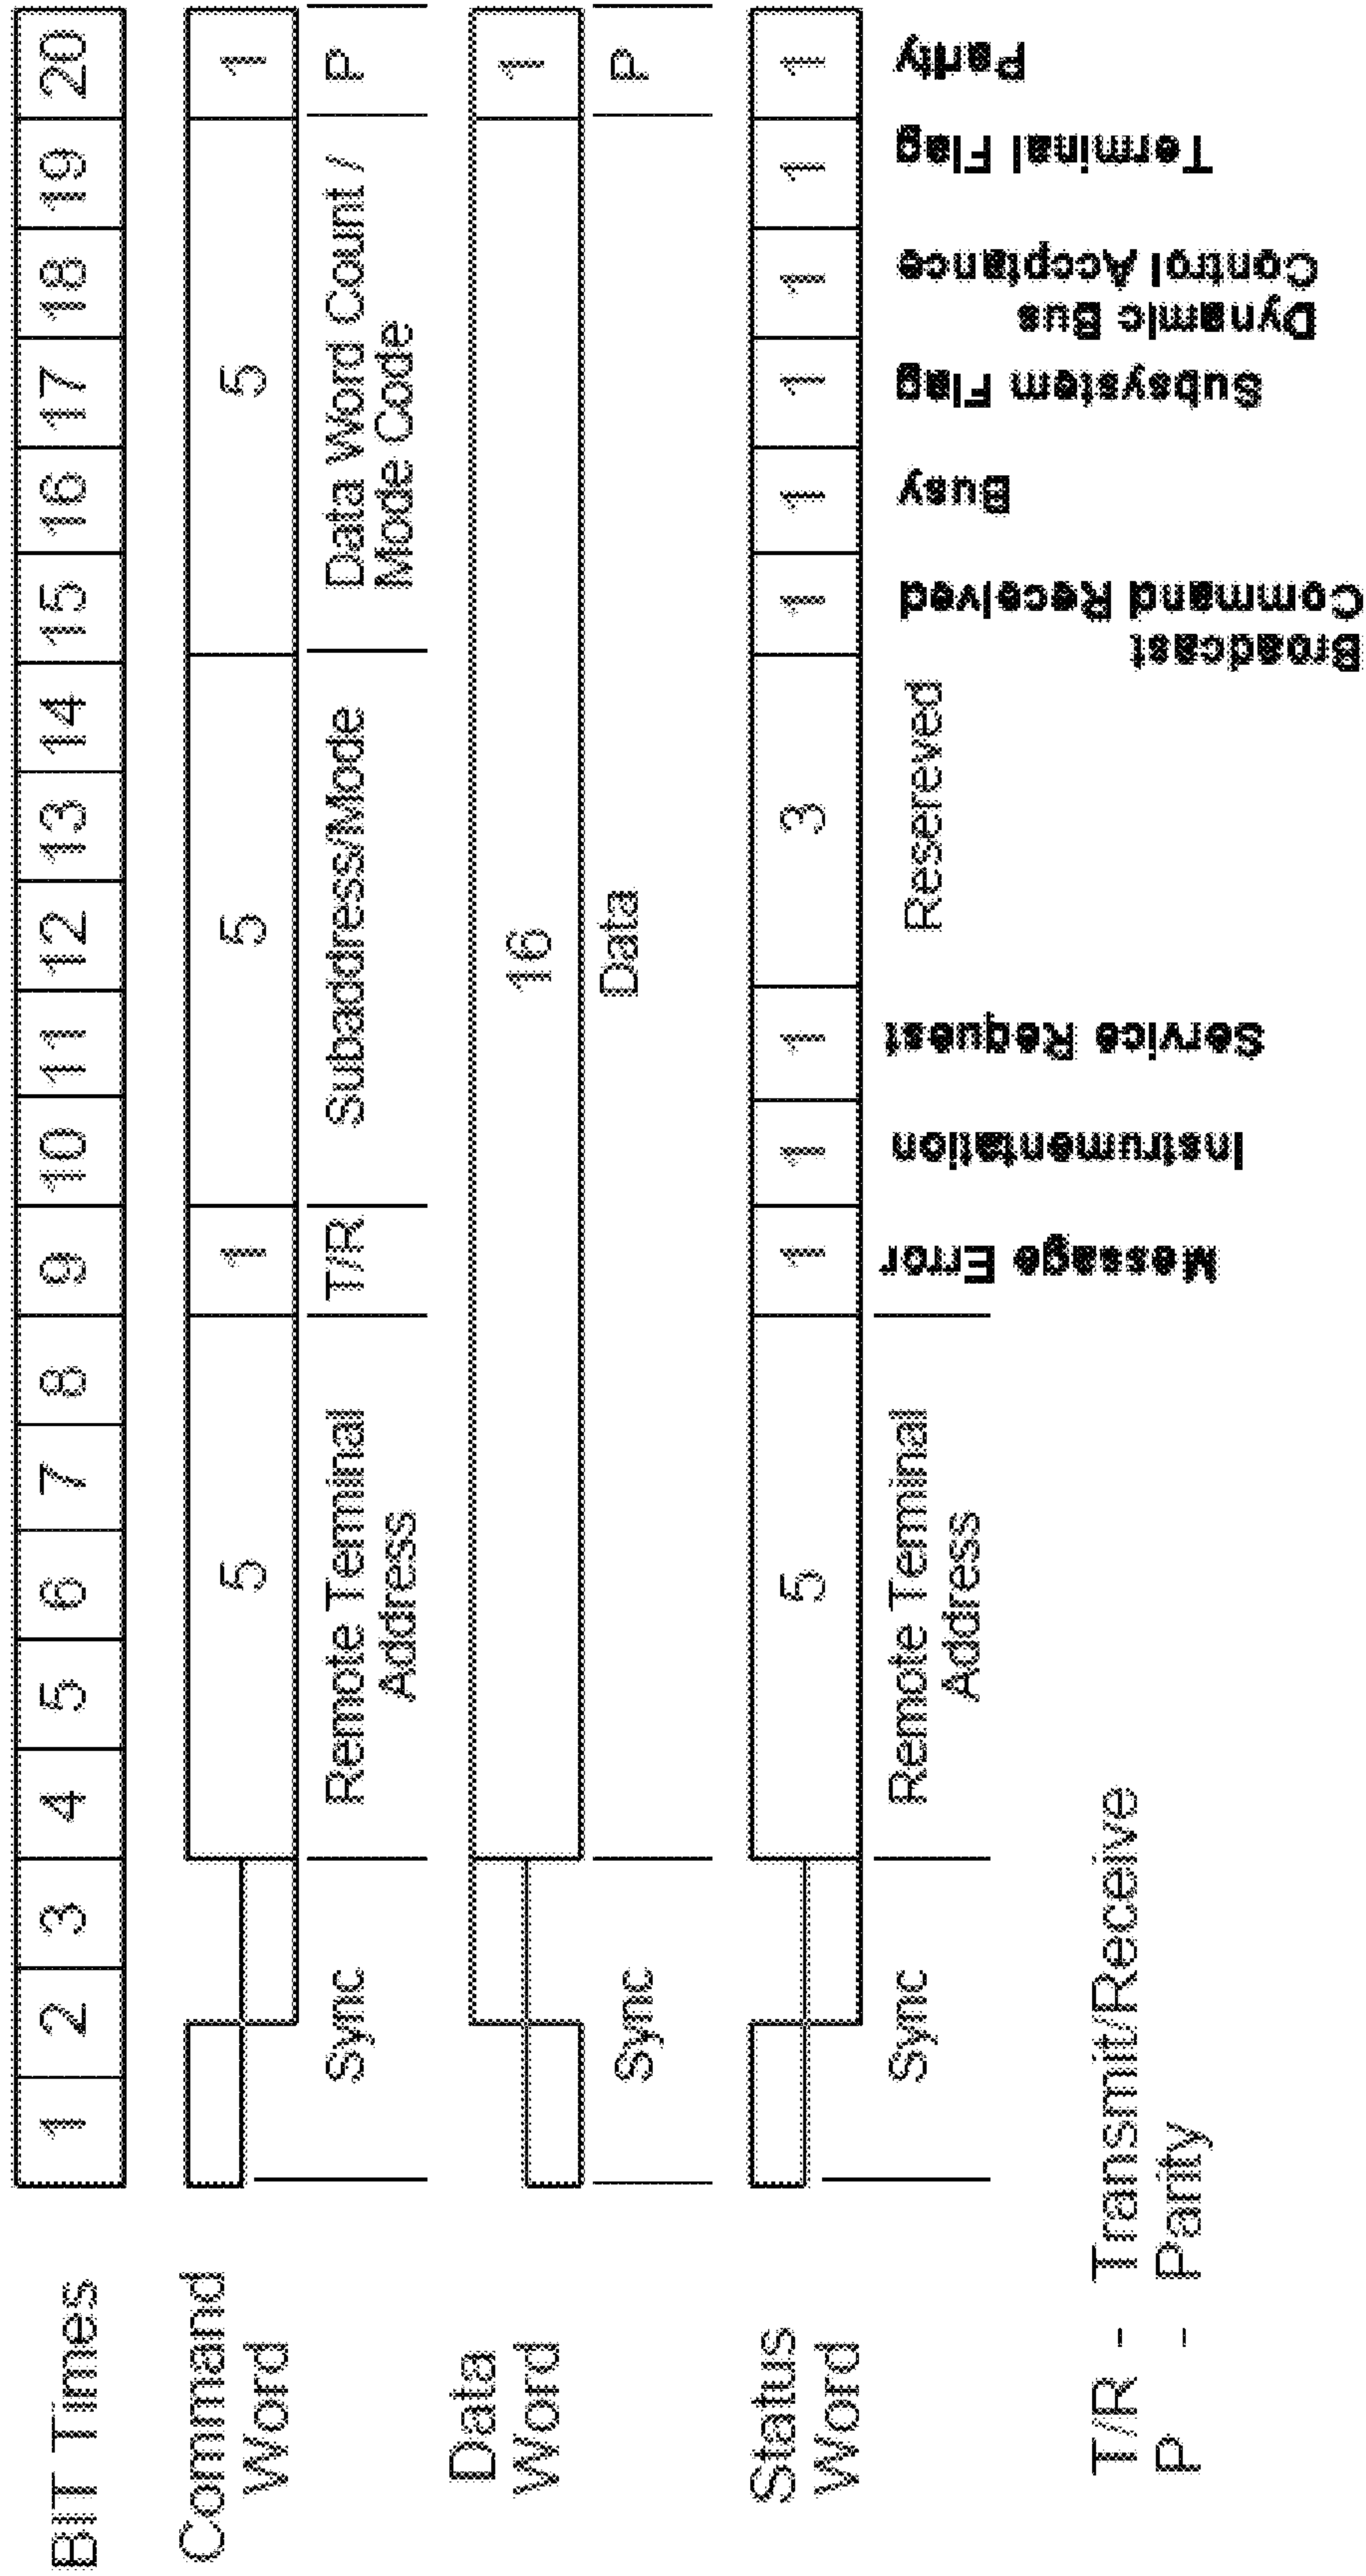 BIT Times
1 2 3 4 5 6 7 8 9 10 11 12 13 14 15 16 17 18 19 20
Command
Word
5 1 5 5 1
Sync
Remote Terminal
Address
T/R
Subaddress/Mode
Data Word Count /
Mode Code
P
Data
Word
16 1
Sync
Data
P
Status
Word
5 1 1 1 3 1 1 1 1 1 1
Sync
Remote Terminal
Address
Message Error
Instrumentation
Service Request
Resereved
Broadcast
Command Received
Busy
Subsystem Flag
Dynamic Bus
Control Accptance
Terminal Flag
Parity
T/R - Transmit/Receive
P - Parity